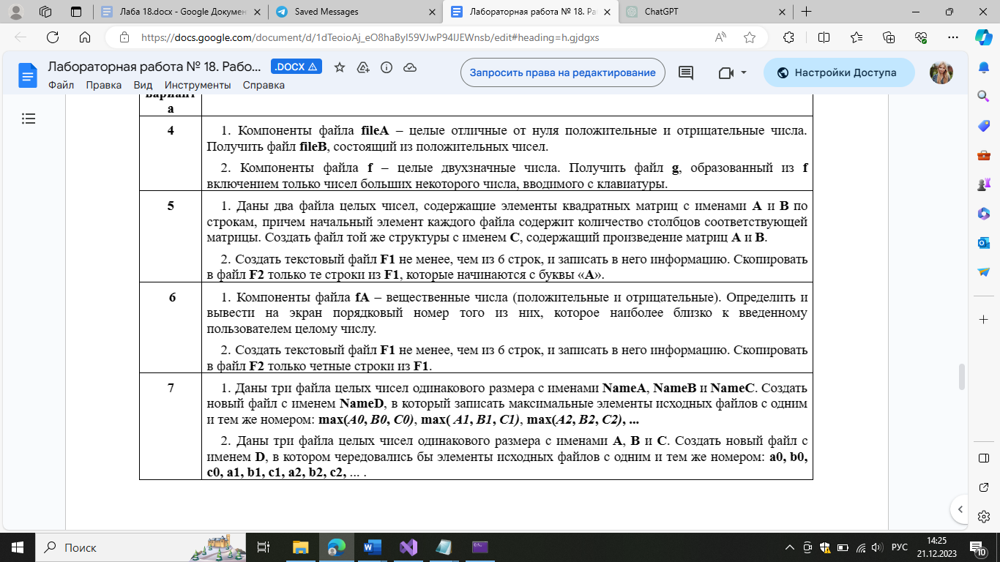 Лаба 18.docx - Google Докумен
Saved Messages
Лабораторная работа № 18. Ра
ChatGPT
https://docs.google.com/document/d/1dTeoioAj_eO8haByI59VJwP94IJEWnsb/edit#heading=h.gjdgxs
Лабораторная работа № 18. Рабо...
.DOCX
Запросить права на редактирование
Настройки Доступа
Файл Правка Вид Инструменты Справка
вариант
а
4
1. Компоненты файла fileA – целые отличные от нуля положительные и отрицательные числа.
Получить файл fileB, состоящий из положительных чисел.
2. Компоненты файла f – целые двухзначные числа. Получить файл g, образованный из f
включением только чисел больших некоторого числа, вводимого с клавиатуры.
5
1. Даны два файла целых чисел, содержащие элементы квадратных матриц с именами A и B по
строкам, причем начальный элемент каждого файла содержит количество столбцов соответствующей
матрицы. Создать файл той же структуры с именем C, содержащий произведение матриц A и B.
2. Создать текстовый файл F1 не менее, чем из 6 строк, и записать в него информацию. Скопировать
в файл F2 только те строки из F1, которые начинаются с буквы «А».
6
1. Компоненты файла fA – вещественные числа (положительные и отрицательные). Определить и
вывести на экран порядковый номер того из них, которое наиболее близко к введенному
пользователем целому числу.
2. Создать текстовый файл F1 не менее, чем из 6 строк, и записать в него информацию. Скопировать
в файл F2 только четные строки из F1.
7
1. Даны три файла целых чисел одинакового размера с именами NameA, NameB и NameC. Создать
новый файл с именем NameD, в который записать максимальные элементы исходных файлов с одним
и тем же номером: max(A0, B0, C0), max( A1, B1, C1), max(A2, B2, C2), ...
2. Даны три файла целых чисел одинакового размера с именами A, B и C. Создать новый файл с
именем D, в котором чередовались бы элементы исходных файлов с одним и тем же номером: a0, b0,
c0, a1, b1, c1, a2, b2, c2, ... .
Поиск
РУС
14:25
21.12.2023
10